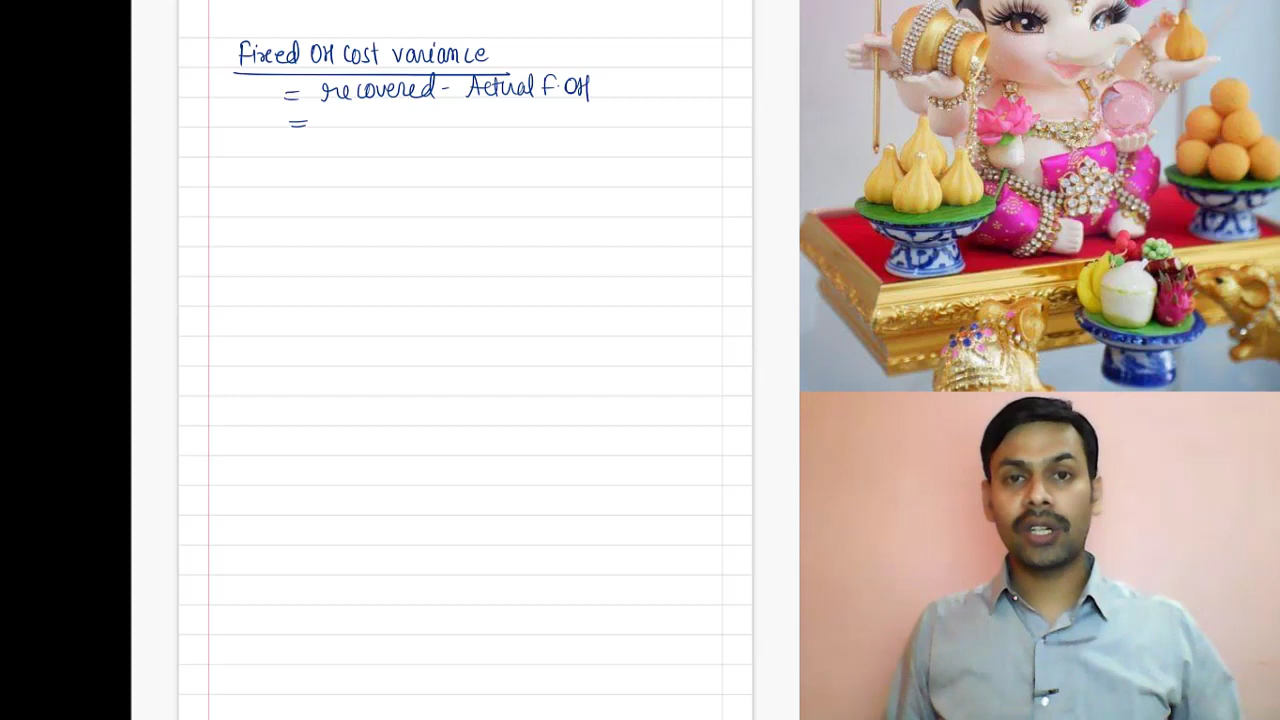 Fixed OH Cost variance
= recovered - Actual F.OH
=